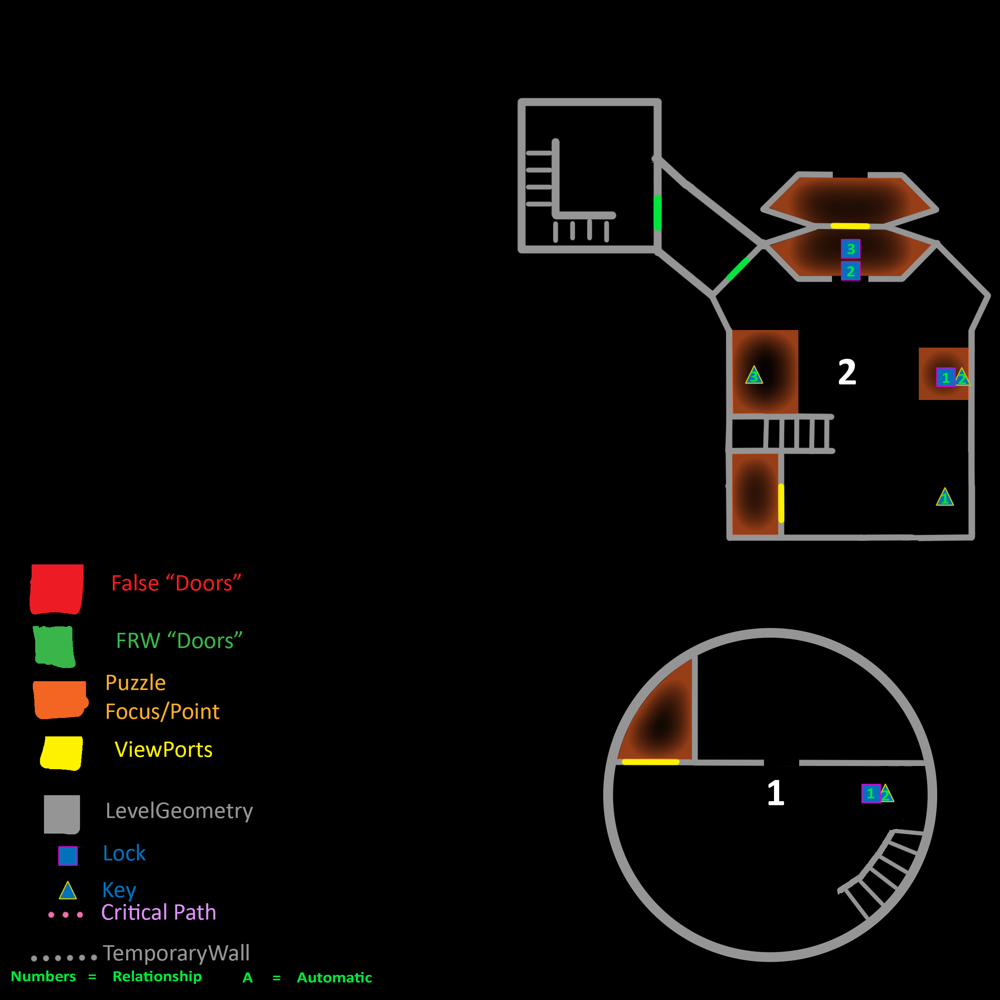 3
2
3
2
1
2
1
False “Doors”
FRW “Doors”
Puzzle
Focus/Point
ViewPorts
1
1
2
LevelGeometry
Lock
Key
Critical Path
TemporaryWall
Numbers = Relationship A = Automatic